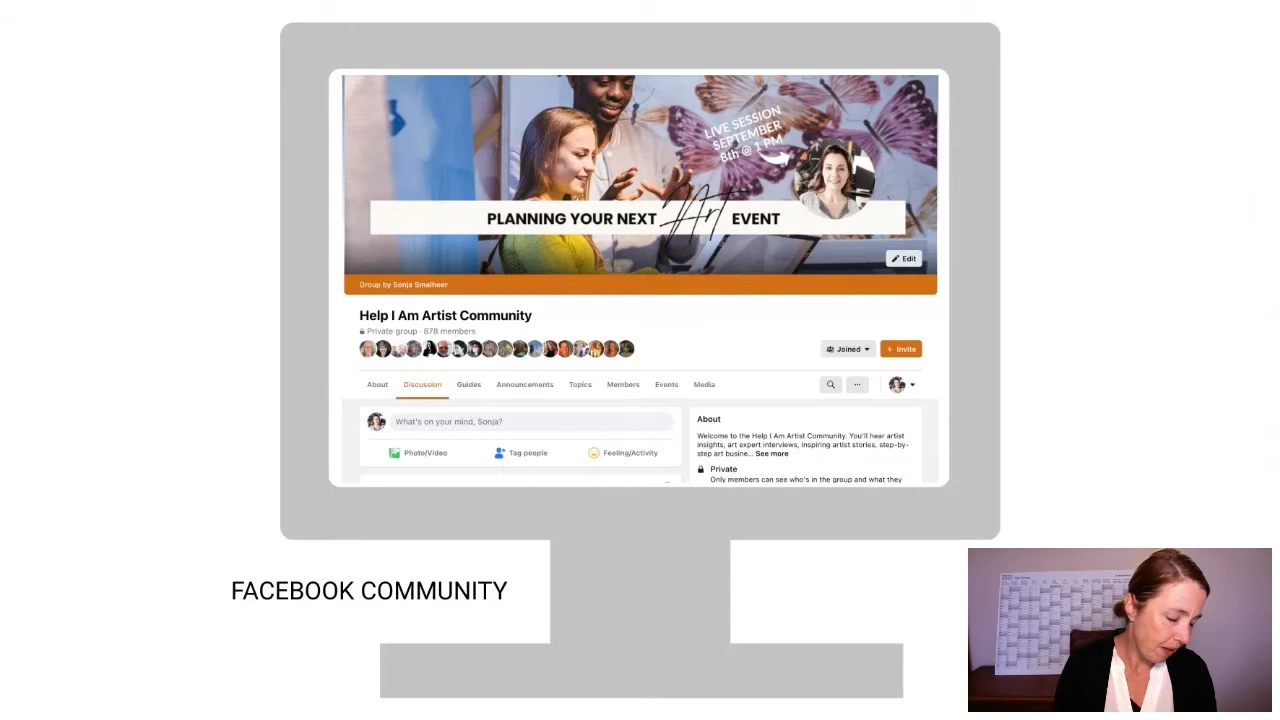 LIVE SESSION
SEPTEMBER
8th @ 1 PM
PLANNING YOUR NEXT Art EVENT
Edit
Group by Sonja Smalheer
Help I Am Artist Community
Private group · 878 members
Joined
+ Invite
About Discussion Guides Announcements Topics Members Events Media
What's on your mind, Sonja?
Photo/Video Tag people Feeling/Activity
About
Welcome to the Help I Am Artist Community. You'll hear artist
insights, art expert interviews, inspiring artist stories, step-by-
step art busine... See more
Private
Only members can see who's in the group and what they
FACEBOOK COMMUNITY